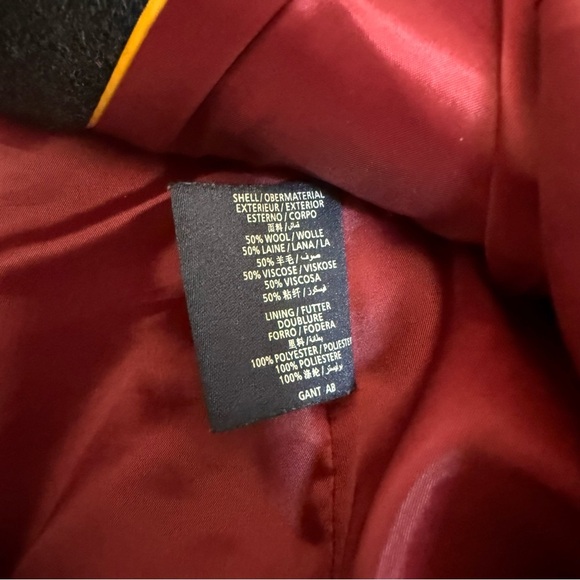 SHELL/OBERMATERIAL
EXTERIEUR/EXTERIOR
ESTERNO/CORPO
面料/قماش
50% WOOL/WOLLE
50% LAINE/LANA/LA
50% 羊毛/صوف
50% VISCOSE/VISKOSE
50% VISCOSA
50% 粘纤/فيسكوز
LINING/FUTTER
DOUBLURE
FORRO/FODERA
里料/بطانة
100% POLYESTER/POLIESTER
100% POLIESTERE
100% 涤纶/بوليستر
GANT AB